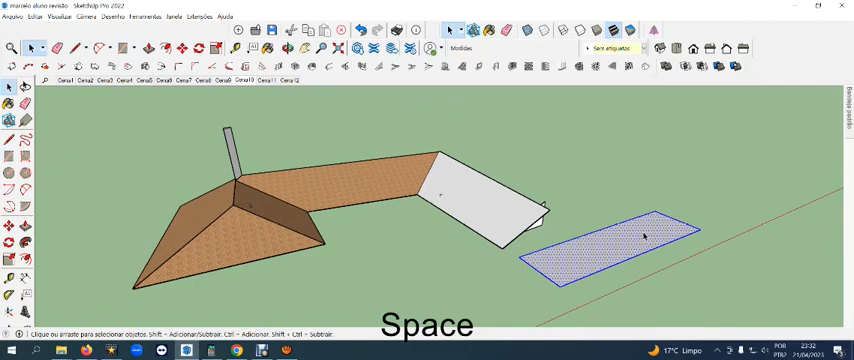 marcelo aluno revisão - SketchUp Pro 2022
Arquivo Editar Visualizar Câmera Desenho Ferramentas Janela Extensões Ajuda
Medidas
Sem etiquetas
Cena1 Cena2 Cena3 Cena4 Cena5 Cena6 Cena7 Cena8 Cena9 Cena10 Cena11 Cena12
Bandeja padrão
Space
Clique ou arraste para selecionar objetos. Shift = Adicionar/Subtrair. Ctrl = Adicionar. Shift + Ctrl = Subtrair.
17°C Limpo
POR
PTB2
23:32
21/04/2023